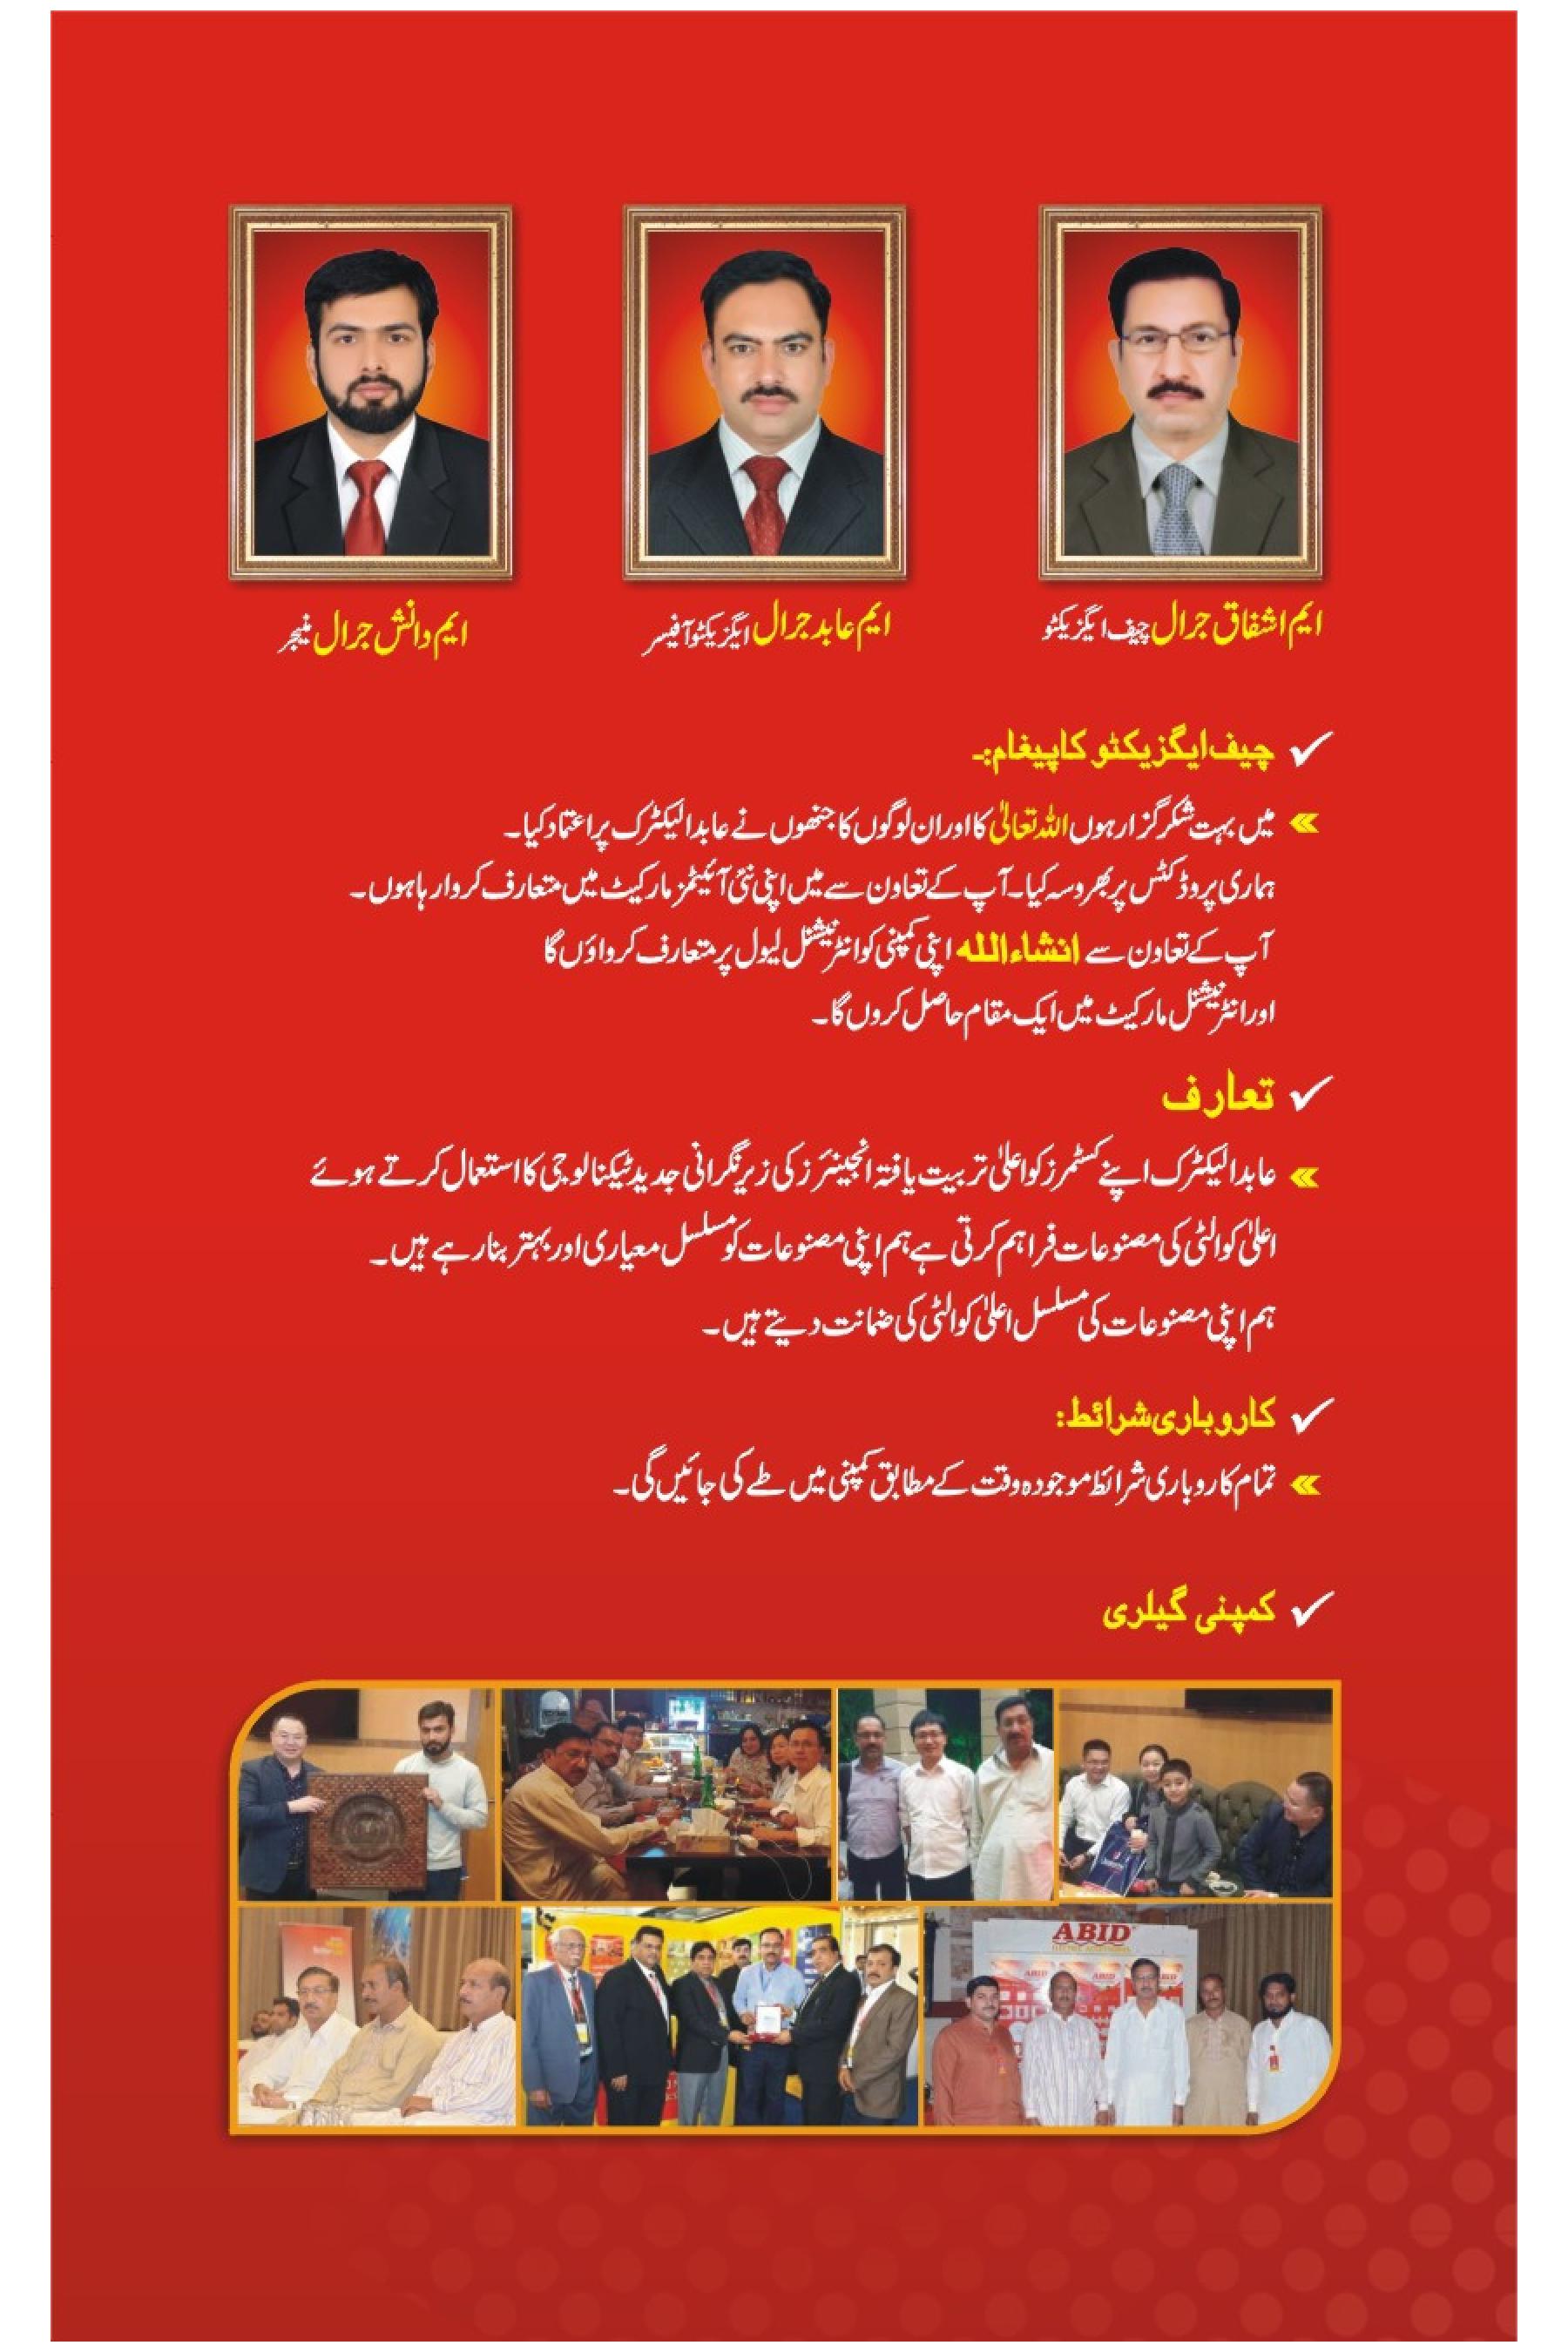 ایم اشفاق جرال چیف ایگزیکٹو
ایم عابد جرال ایگزیکٹو آفیسر
ایم دانش جرال منیجر
چیف ایگزیکٹو کا پیغام:۔
میں بہت شکر گزار ہوں اللہ تعالیٰ کا اور ان لوگوں کا جنھوں نے عابد الیکٹرک پر اعتماد کیا۔
ہماری پروڈکٹس پر بھروسہ کیا۔ آپ کے تعاون سے میں اپنی نئی آئیٹمز مارکیٹ میں متعارف کروا رہا ہوں۔
آپ کے تعاون سے انشاء اللہ اپنی کمپنی کو انٹرنیشنل لیول پر متعارف کرواؤں گا
اور انٹرنیشنل مارکیٹ میں ایک مقام حاصل کروں گا۔
تعارف
عابد الیکٹرک اپنے کسٹمرز کو اعلیٰ تربیت یافتہ انجینئرز کی زیر نگرانی جدید ٹیکنالوجی کا استعمال کرتے ہوئے
اعلیٰ کوالٹی کی مصنوعات فراہم کرتی ہے ہم اپنی مصنوعات کو مسلسل معیاری اور بہتر بنا رہے ہیں۔
ہم اپنی مصنوعات کی مسلسل اعلیٰ کوالٹی کی ضمانت دیتے ہیں۔
کاروباری شرائط:
تمام کاروباری شرائط موجودہ وقت کے مطابق کمپنی میں طے کی جائیں گی۔
کمپنی گیلری
ABID
ABID ABID